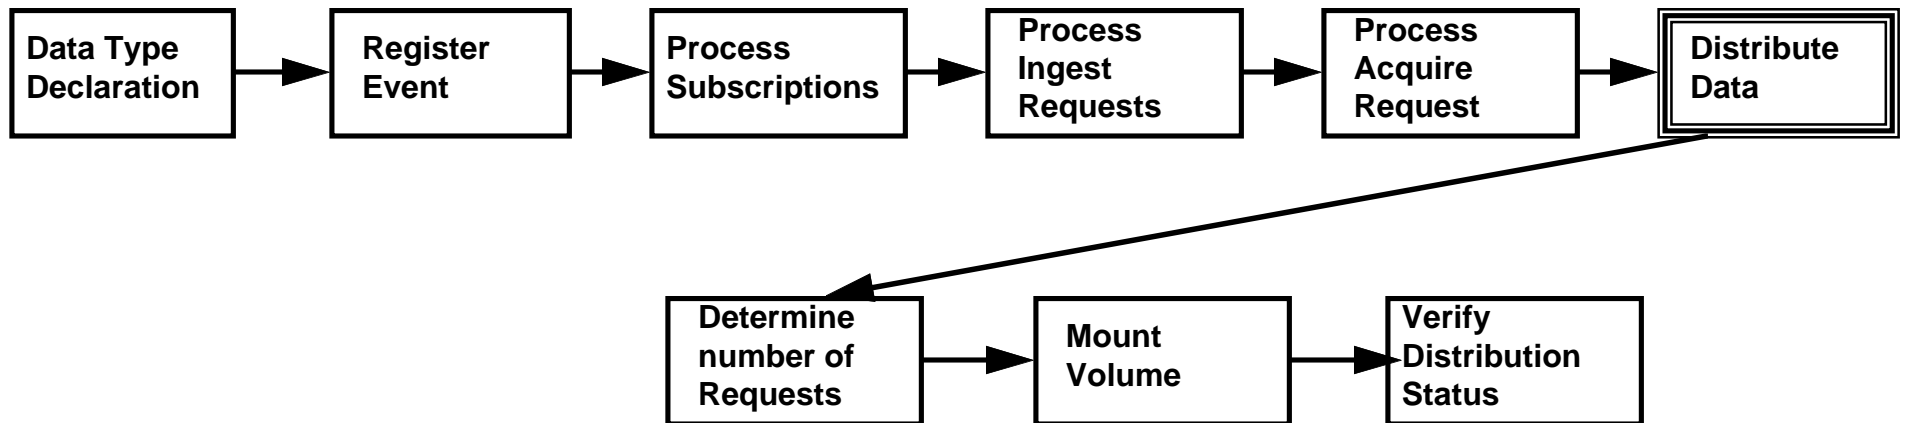 Data Type
Declaration
Register
Event
Process
Subscriptions
Process
Ingest
Requests
Process
Acquire
Request
Distribute
Data
Determine
number of
Requests
Mount
Volume
Verify
Distribution
Status